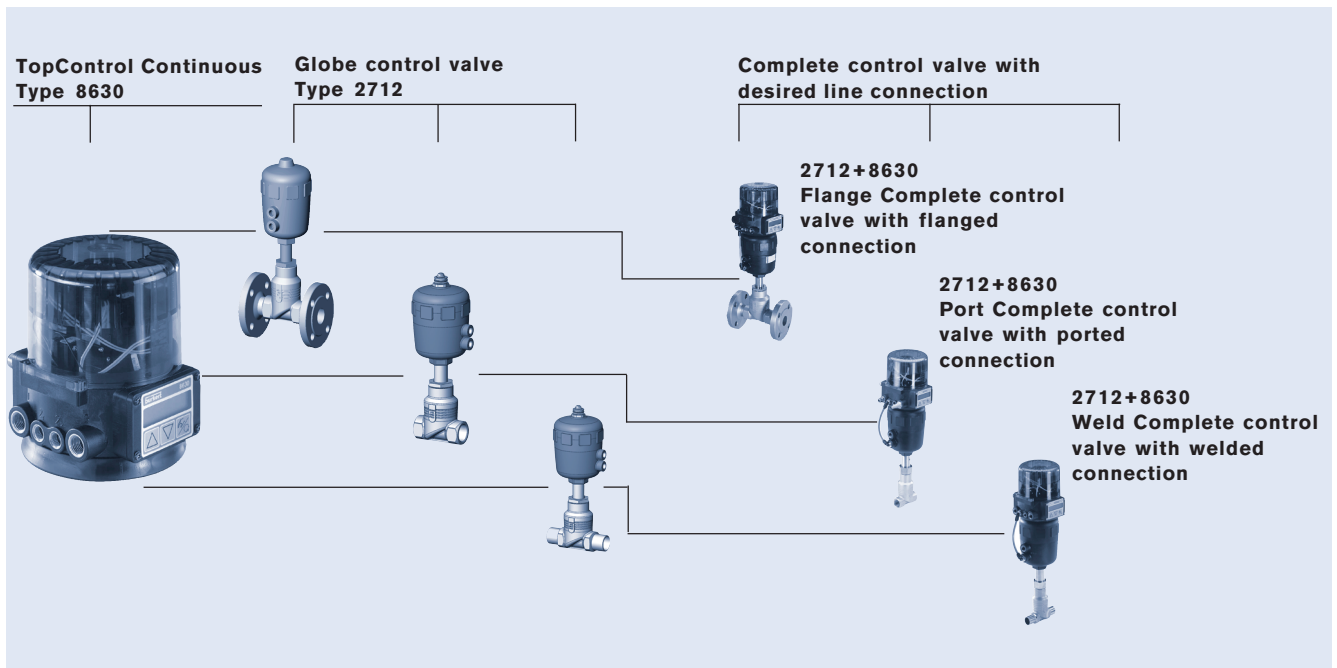 TopControl Continuous
Type 8630
Globe control valve
Type 2712
Complete control valve with
desired line connection
2712+8630
Flange Complete control
valve with flanged
connection
2712+8630
Port Complete control
valve with ported
connection
2712+8630
Weld Complete control
valve with welded
connection